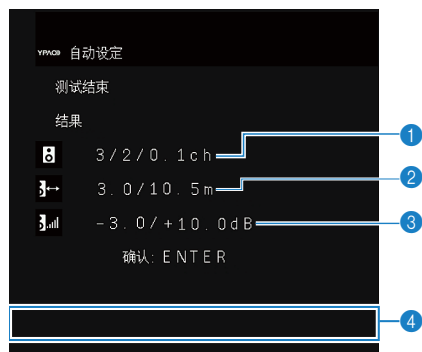 YPAO 自动设定
测试结束
结果
3/2/0.1ch
1
3.0/10.5m
2
-3.0/+10.0dB
3
确认: ENTER
4